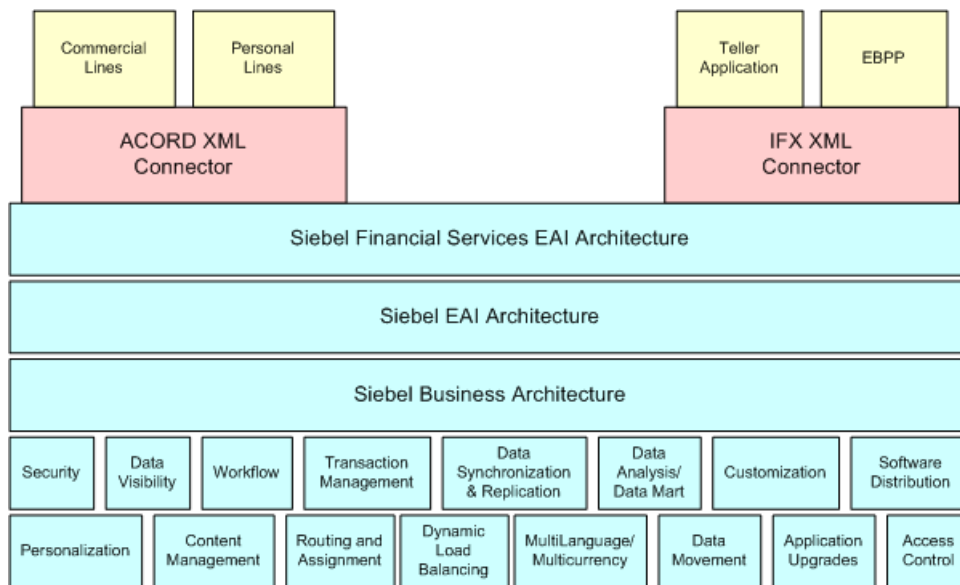 Commercial
Lines
Personal
Lines
Teller
Application
EBPP
ACORD XML
Connector
IFX XML
Connector
Siebel Financial Services EAI Architecture
Siebel EAI Architecture
Siebel Business Architecture
Security
Data
Visibility
Workflow
Transaction
Management
Data
Synchronization
& Replication
Data
Analysis/
Data Mart
Customization
Software
Distribution
Personalization
Content
Management
Routing and
Assignment
Dynamic
Load
Balancing
MultiLanguage/
Multicurrency
Data
Movement
Application
Upgrades
Access
Control